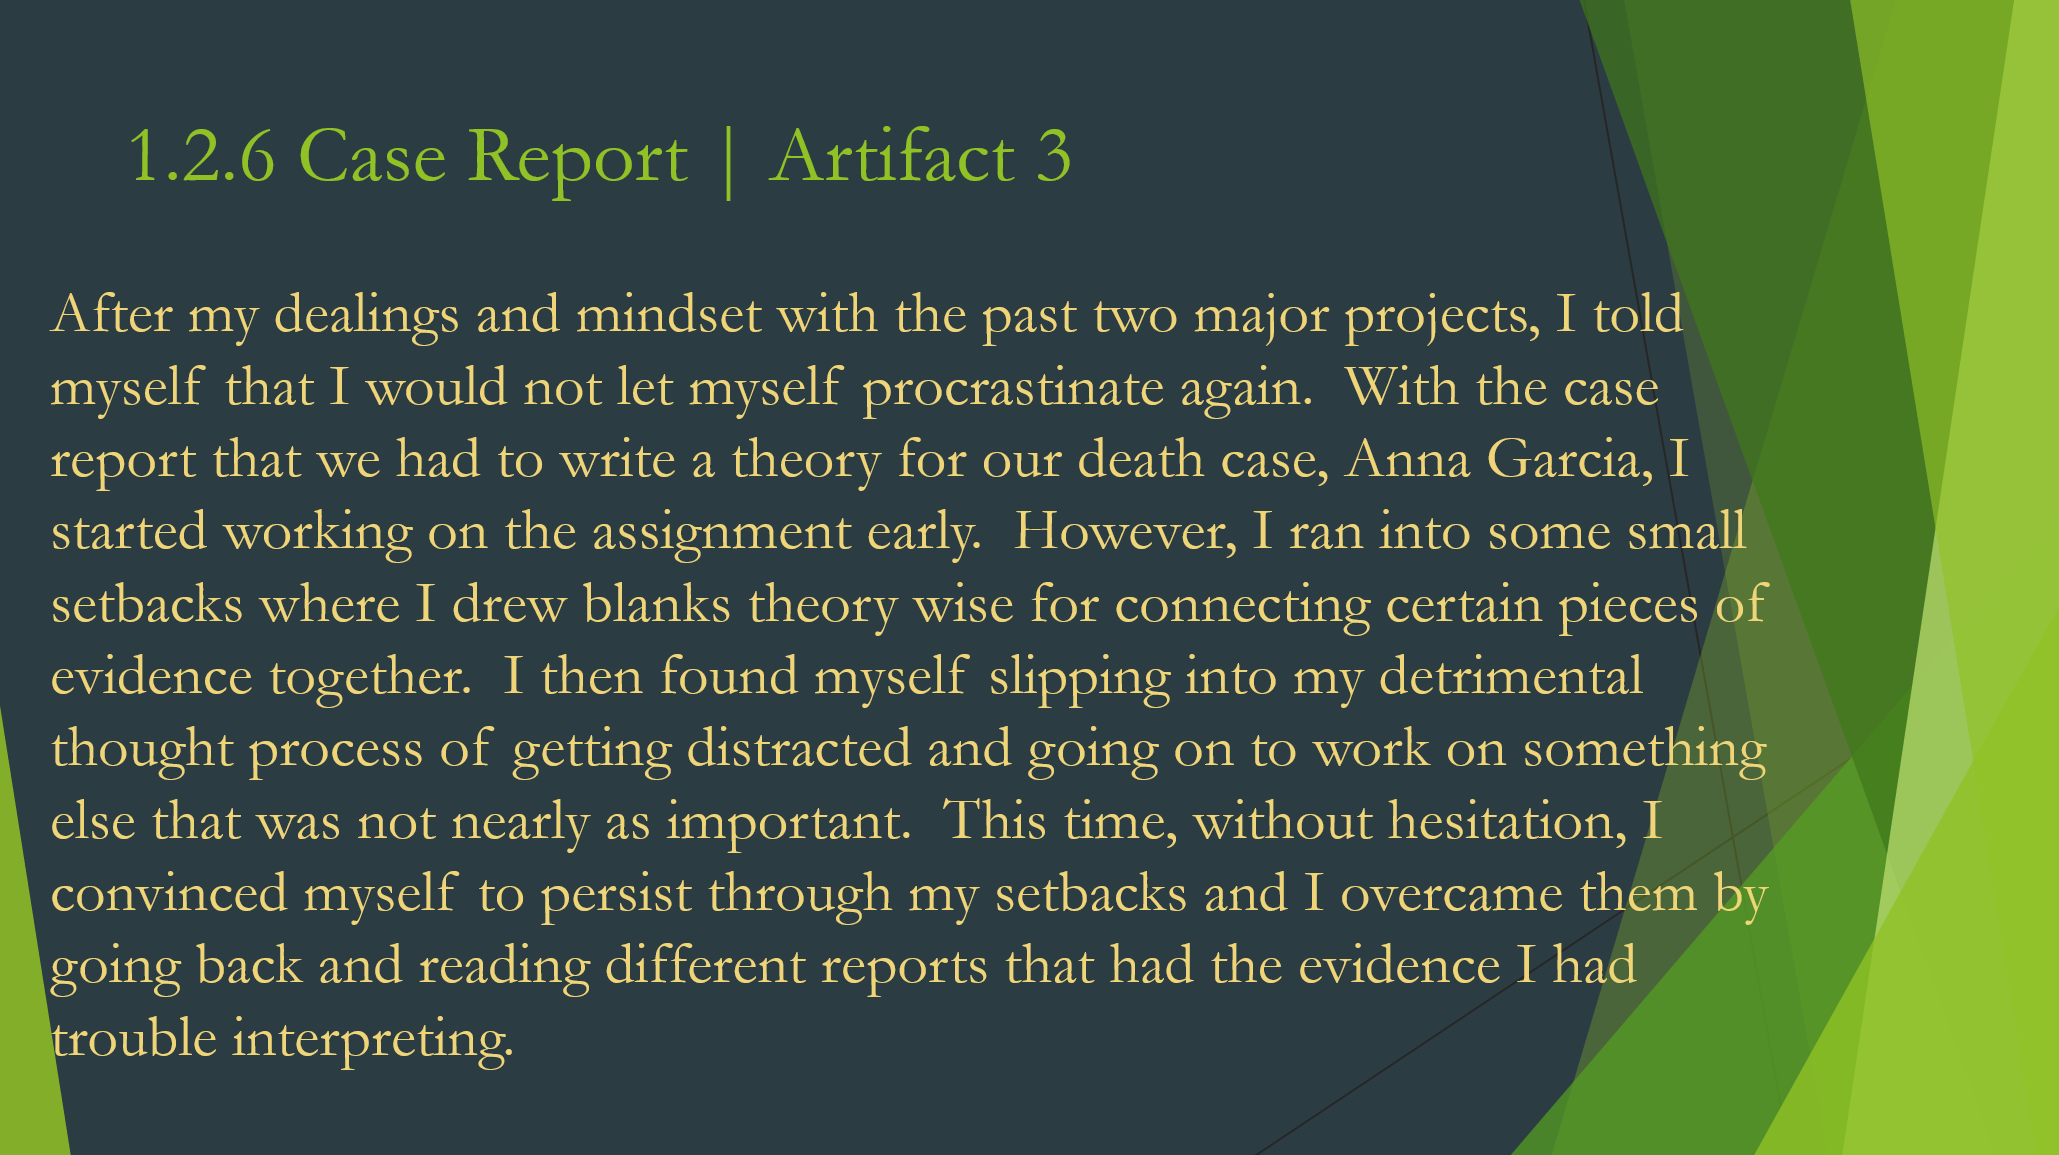 1.2.6 Case Report | Artifact 3
After my dealings and mindset with the past two major projects, I told
myself that I would not let myself procrastinate again. With the case
report that we had to write a theory for our death case, Anna Garcia, I
started working on the assignment early. However, I ran into some small
setbacks where I drew blanks theory wise for connecting certain pieces of
evidence together. I then found myself slipping into my detrimental
thought process of getting distracted and going on to work on something
else that was not nearly as important. This time, without hesitation, I
convinced myself to persist through my setbacks and I overcame them by
going back and reading different reports that had the evidence I had
trouble interpreting.